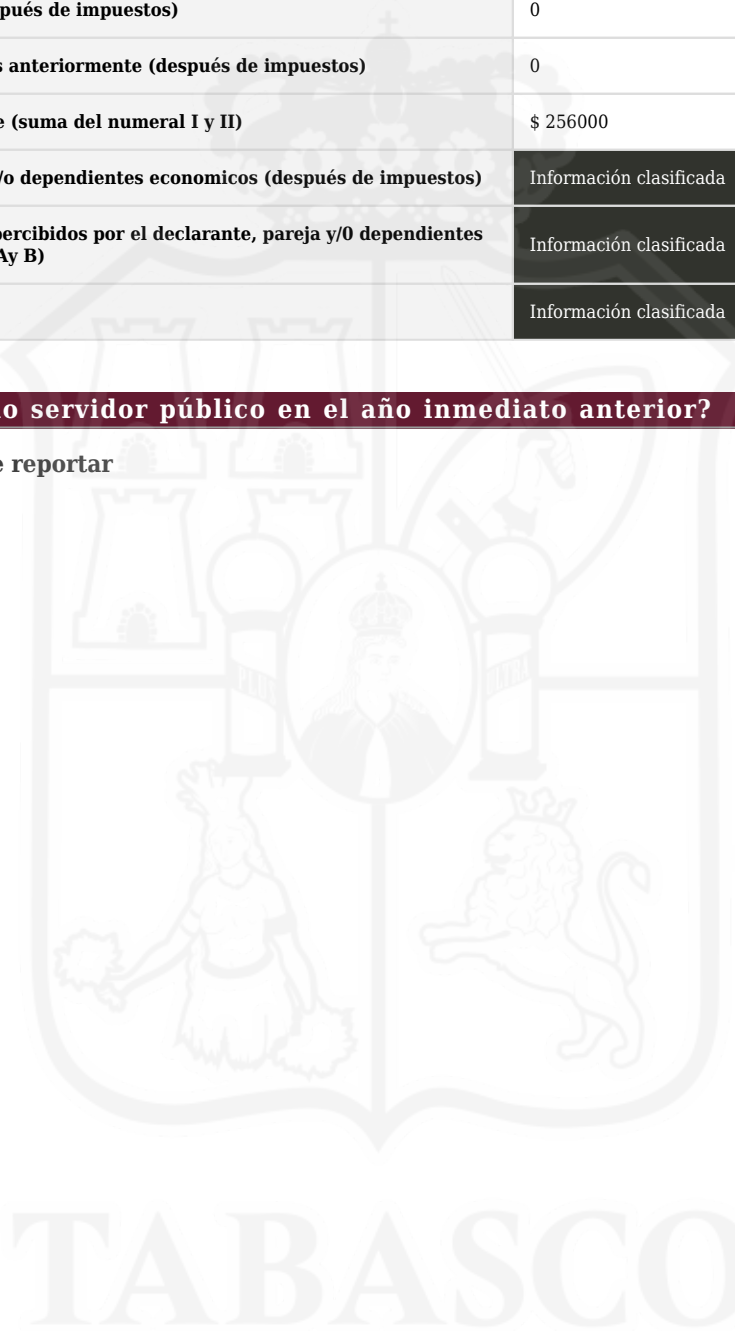 pués de impuestos) 0
s anteriormente (después de impuestos) 0
e (suma del numeral I y II) $ 256000
/o dependientes economicos (después de impuestos) Información clasificada
percibidos por el declarante, pareja y/0 dependientes
Ay B) Información clasificada
Información clasificada
o servidor público en el año inmediato anterior?
e reportar
PLUS ULTRA
TABASCO